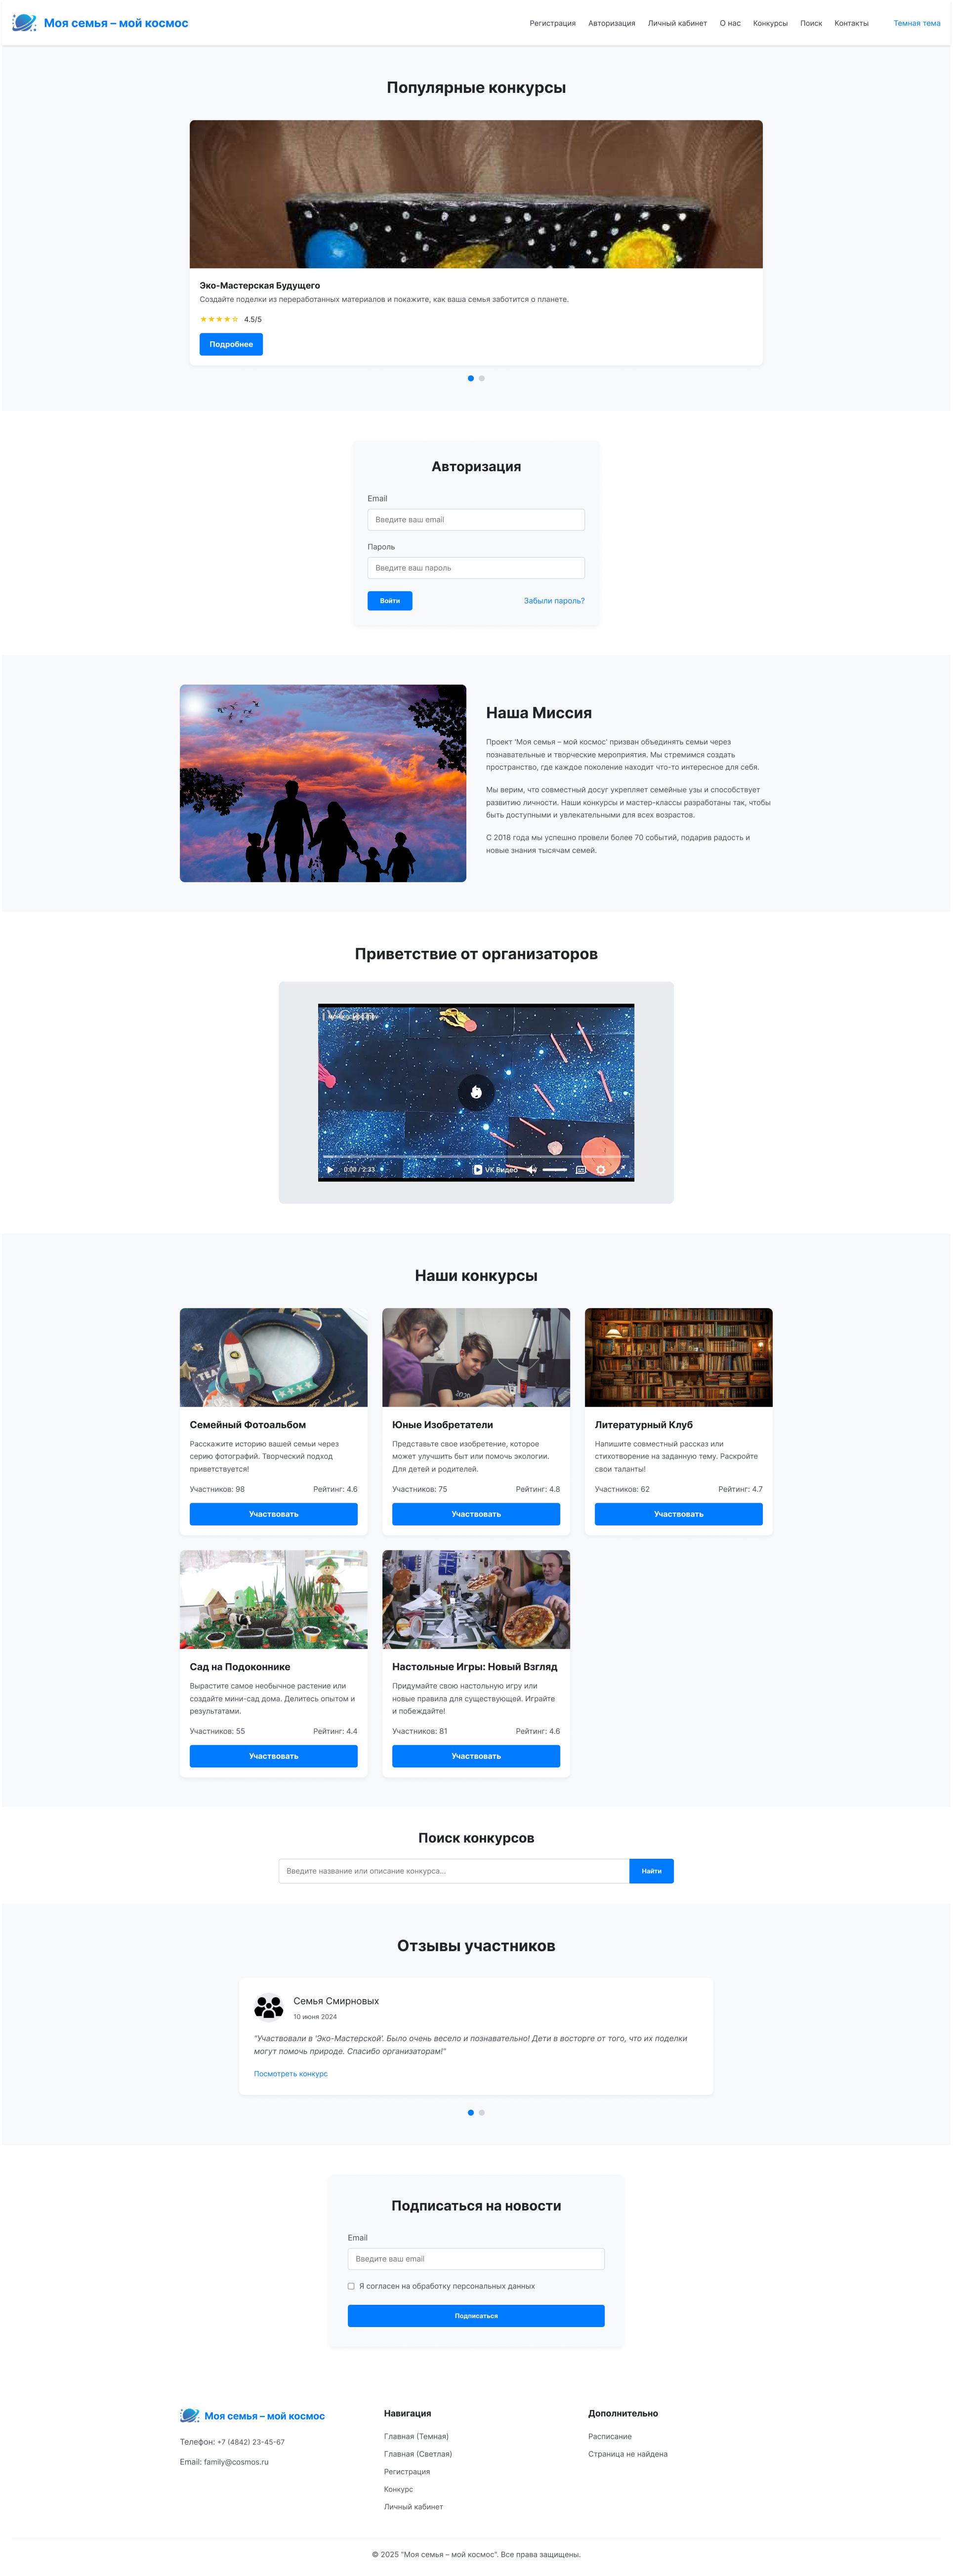 Моя семья – мой космос
Регистрация Авторизация Личный кабинет О нас Конкурсы Поиск Контакты Темная тема
Популярные конкурсы
Эко-Мастерская Будущего
Создайте поделки из переработанных материалов и покажите, как ваша семья заботится о планете.
★★★★☆ 4.5/5
Подробнее
Авторизация
Email
Введите ваш email
Пароль
Введите ваш пароль
Войти Забыли пароль?
Наша Миссия
Проект 'Моя семья – мой космос' призван объединять семьи через
познавательные и творческие мероприятия. Мы стремимся создать
пространство, где каждое поколение находит что-то интересное для себя.
Мы верим, что совместный досуг укрепляет семейные узы и способствует
развитию личности. Наши конкурсы и мастер-классы разработаны так, чтобы
быть доступными и увлекательными для всех возрастов.
С 2018 года мы успешно провели более 70 событий, подарив радость и
новые знания тысячам семей.
Приветствие от организаторов
0:00 / 2:33 VK Видео
Наши конкурсы
Семейный Фотоальбом
Расскажите историю вашей семьи через
серию фотографий. Творческий подход
приветствуется!
Участников: 98 Рейтинг: 4.6
Участвовать
Юные Изобретатели
Представьте свое изобретение, которое
может улучшить быт или помочь экологии.
Для детей и родителей.
Участников: 75 Рейтинг: 4.8
Участвовать
Литературный Клуб
Напишите совместный рассказ или
стихотворение на заданную тему. Раскройте
свои таланты!
Участников: 62 Рейтинг: 4.7
Участвовать
Сад на Подоконнике
Вырастите самое необычное растение или
создайте мини-сад дома. Делитесь опытом и
результатами.
Участников: 55 Рейтинг: 4.4
Участвовать
Настольные Игры: Новый Взгляд
Придумайте свою настольную игру или
новые правила для существующей. Играйте
и побеждайте!
Участников: 81 Рейтинг: 4.6
Участвовать
Поиск конкурсов
Введите название или описание конкурса...
Найти
Отзывы участников
Семья Смирновых
10 июня 2024
"Участвовали в 'Эко-Мастерской'. Было очень весело и познавательно! Дети в восторге от того, что их поделки
могут помочь природе. Спасибо организаторам!"
Посмотреть конкурс
Подписаться на новости
Email
Введите ваш email
Я согласен на обработку персональных данных
Подписаться
Моя семья – мой космос
Телефон: +7 (4842) 23-45-67
Email: family@cosmos.ru
Навигация
Главная (Темная)
Главная (Светлая)
Регистрация
Конкурс
Личный кабинет
Дополнительно
Расписание
Страница не найдена
© 2025 "Моя семья – мой космос". Все права защищены.